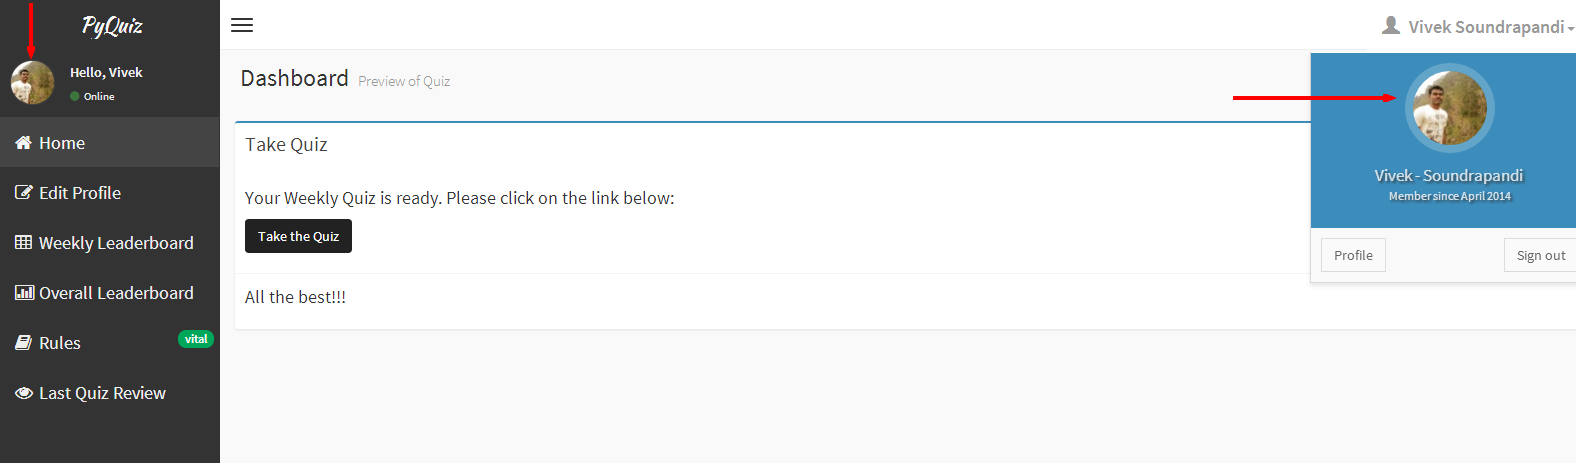 PyQuiz
Hello, Vivek
Online
Home
Edit Profile
Weekly Leaderboard
Overall Leaderboard
Rules
vital
Last Quiz Review
Vivek Soundrapandi
Dashboard Preview of Quiz
Take Quiz
Your Weekly Quiz is ready. Please click on the link below:
Take the Quiz
All the best!!!
Vivek - Soundrapandi
Member since April 2014
Profile
Sign out